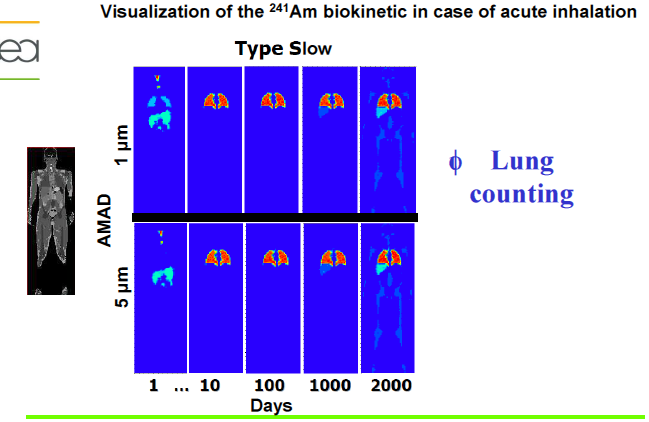 Visualization of the ²⁴¹Am biokinetic in case of acute inhalation
ea
Type Slow
1 µm
ϕ Lung
counting
AMAD
5 µm
1 ... 10 100 1000 2000
Days